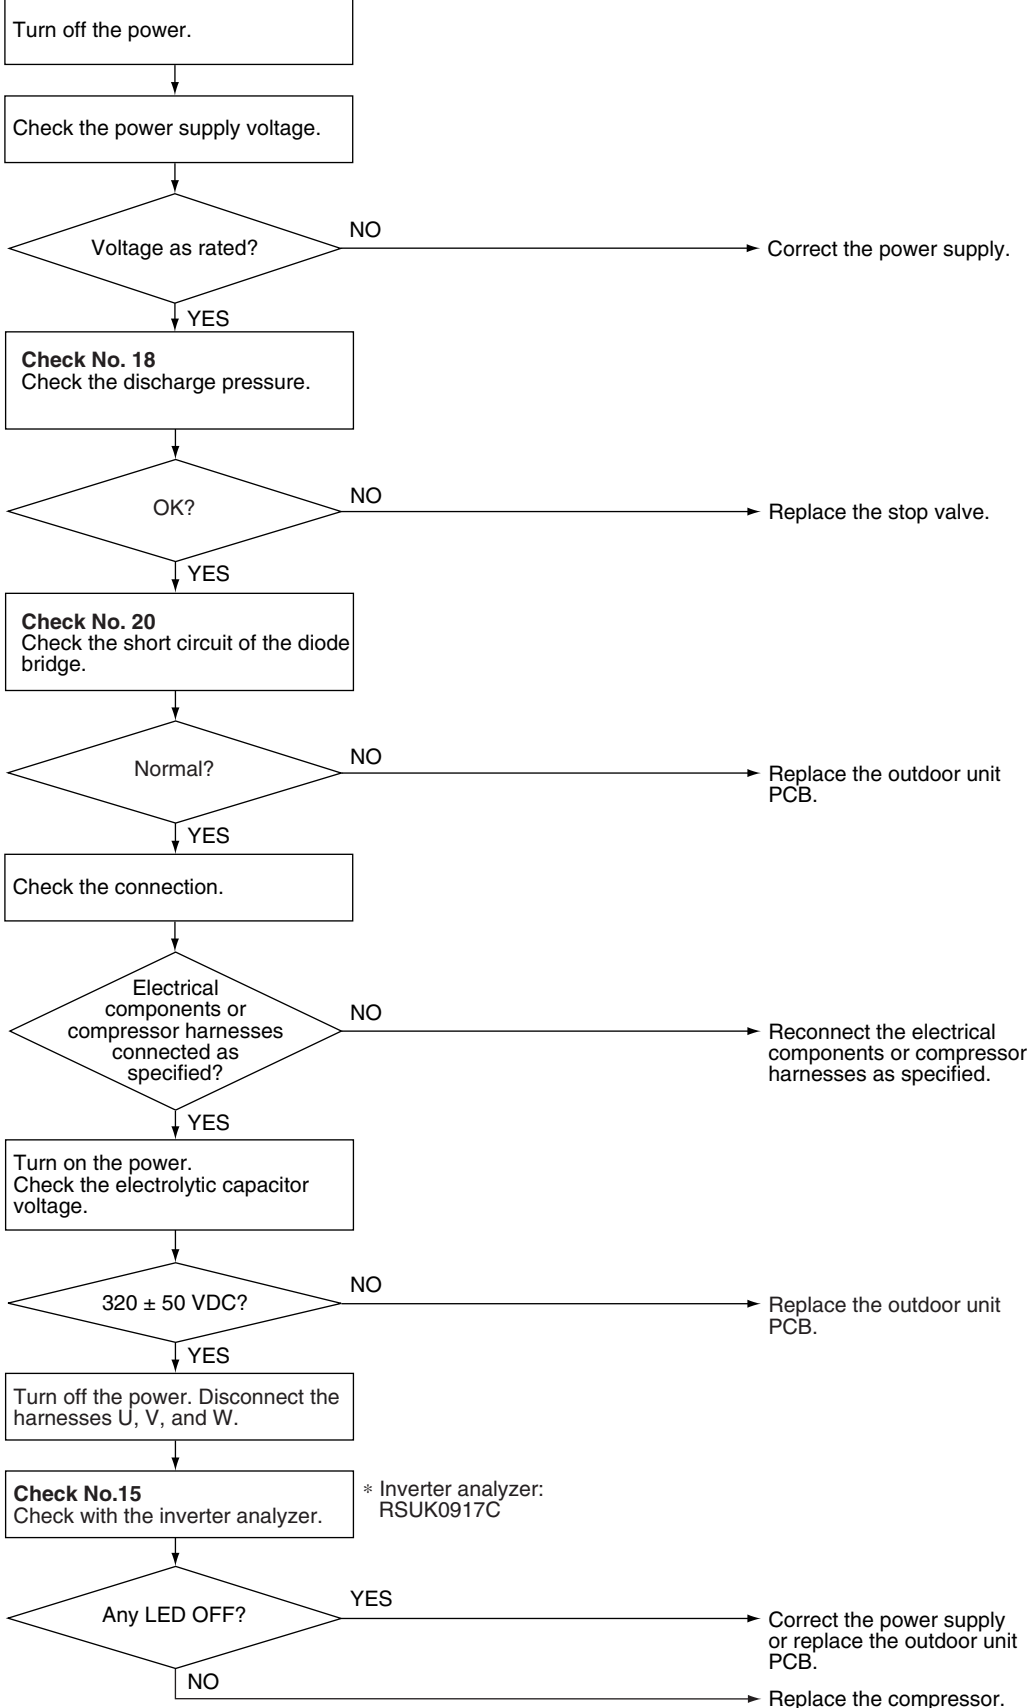 Turn off the power.
Check the power supply voltage.
Voltage as rated?
NO
Correct the power supply.
YES
Check No. 18
Check the discharge pressure.
OK?
NO
Replace the stop valve.
YES
Check No. 20
Check the short circuit of the diode
bridge.
Normal?
NO
Replace the outdoor unit
PCB.
YES
Check the connection.
Electrical
components or
compressor harnesses
connected as
specified?
NO
Reconnect the electrical
components or compressor
harnesses as specified.
YES
Turn on the power.
Check the electrolytic capacitor
voltage.
320 ± 50 VDC?
NO
Replace the outdoor unit
PCB.
YES
Turn off the power. Disconnect the
harnesses U, V, and W.
Check No.15
Check with the inverter analyzer.
* Inverter analyzer:
RSUK0917C
Any LED OFF?
YES
Correct the power supply
or replace the outdoor unit
PCB.
NO
Replace the compressor.